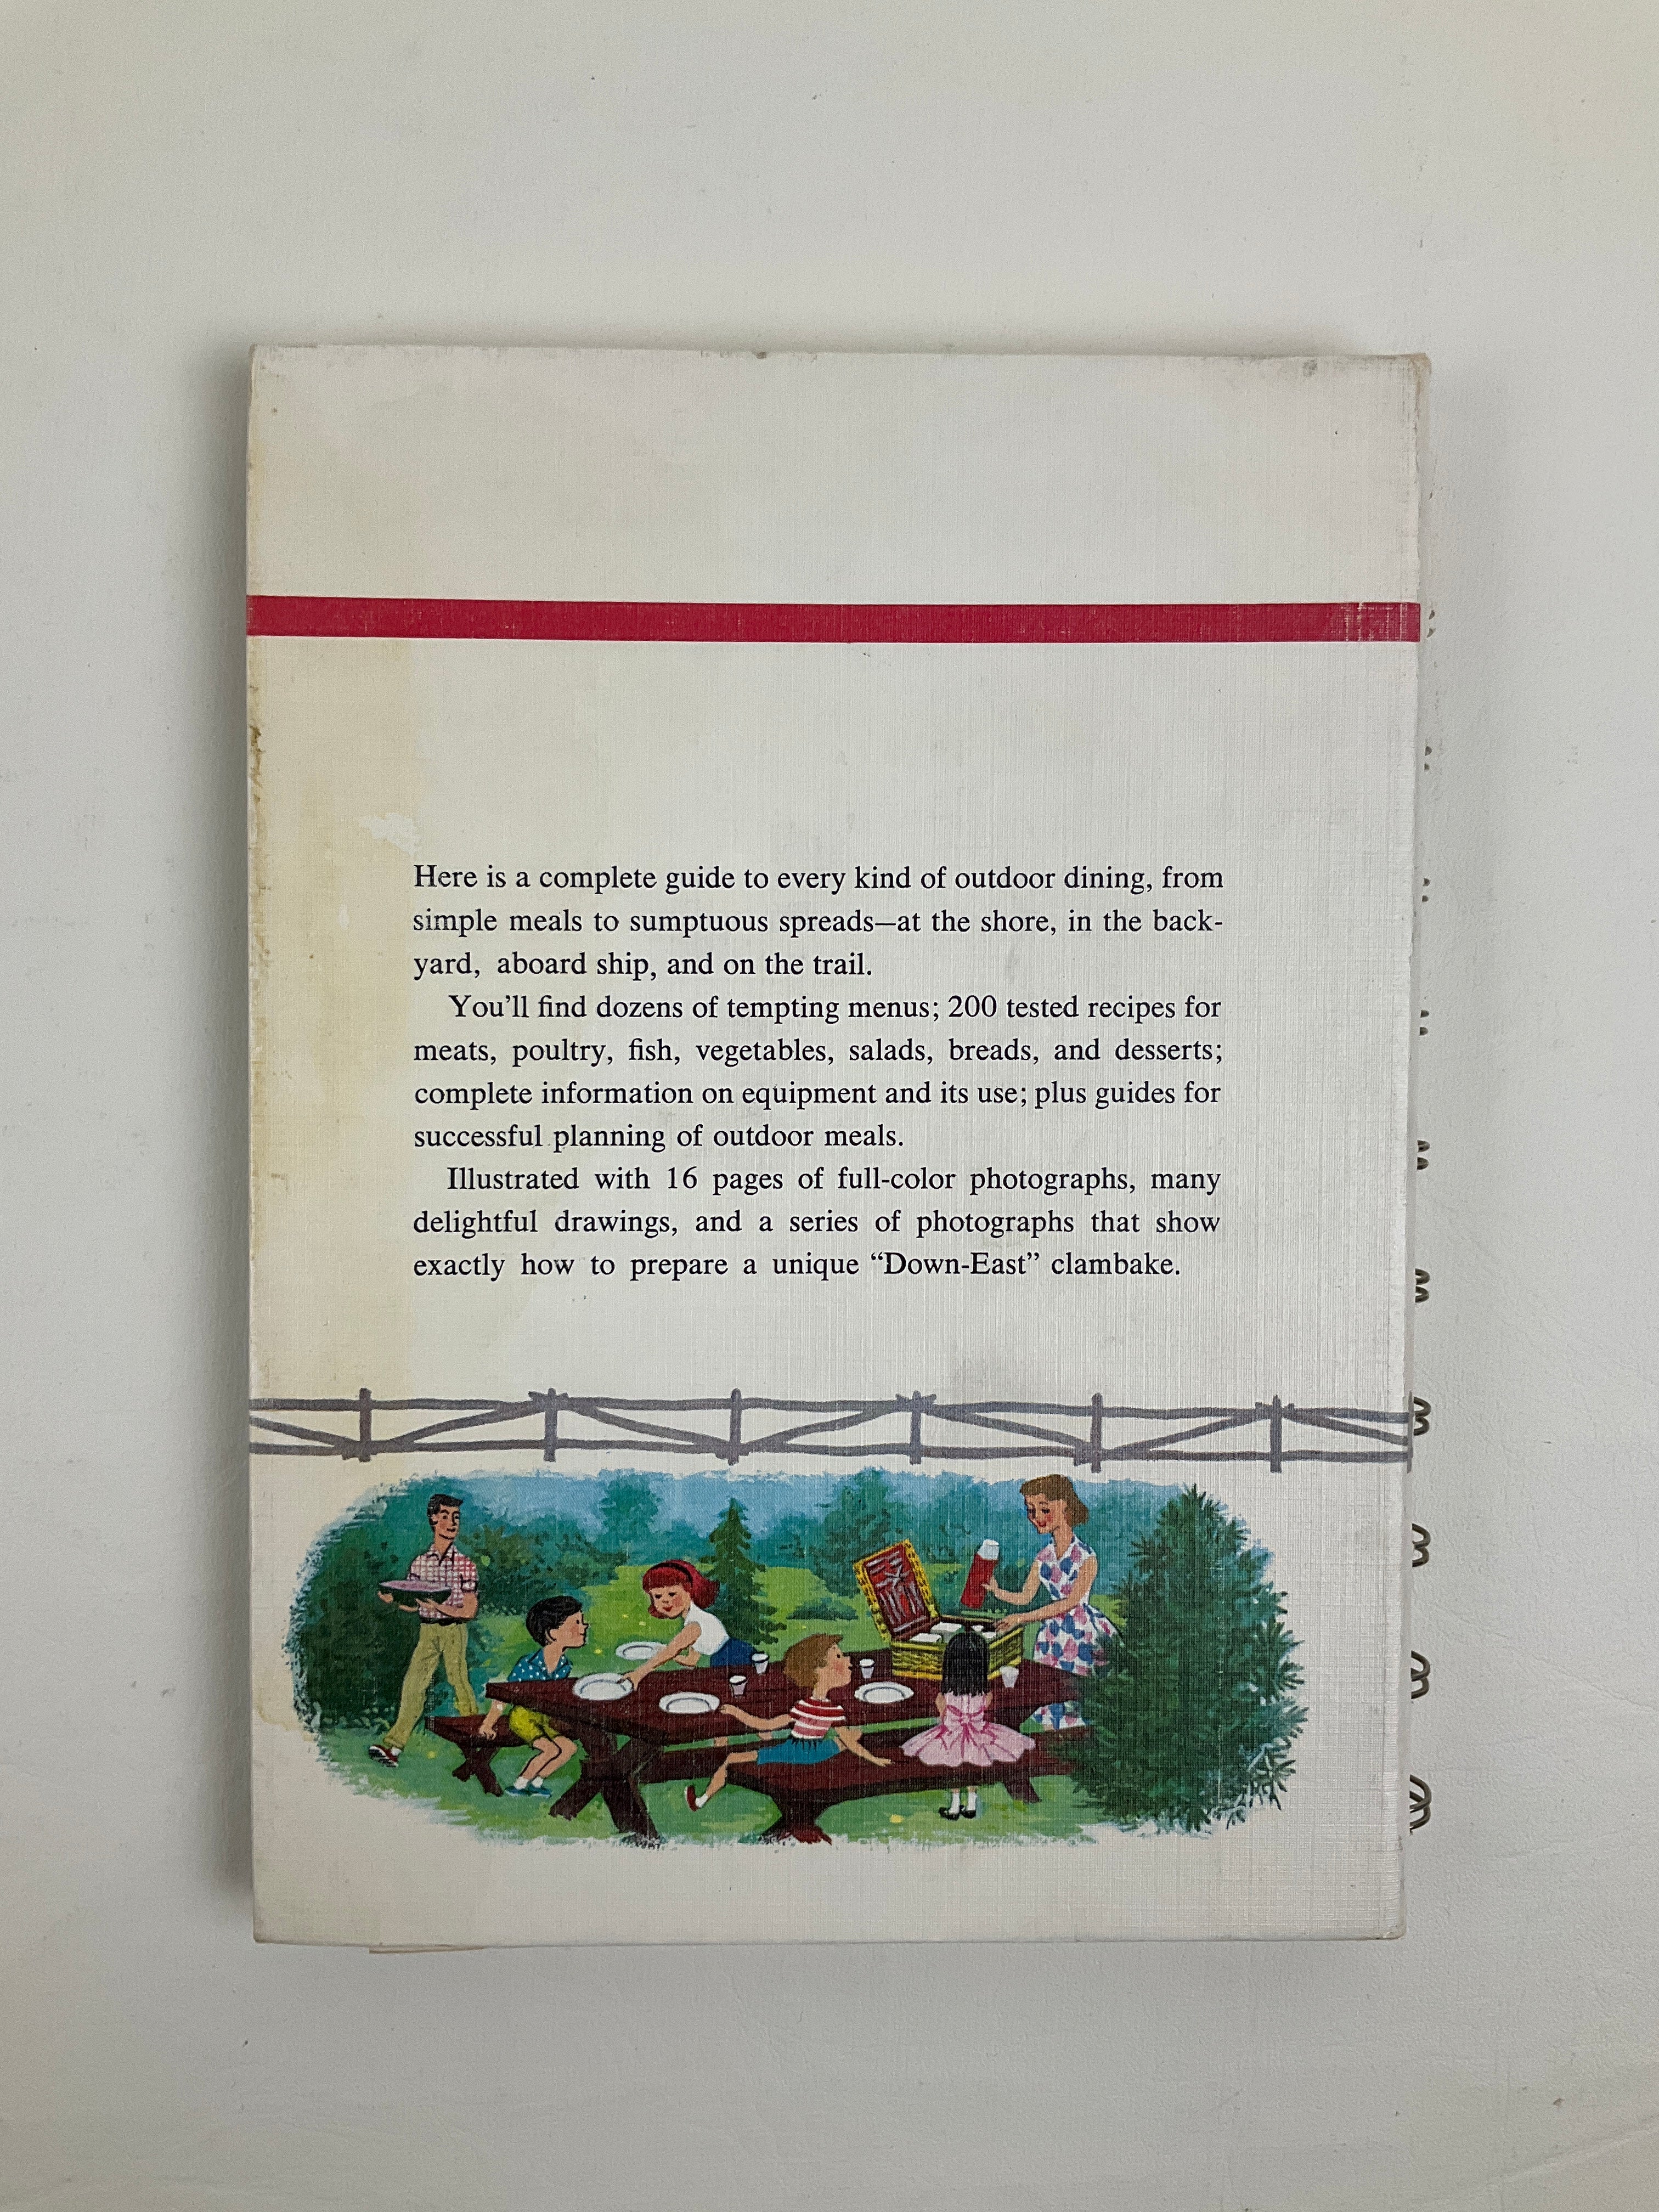 Here is a complete guide to every kind of outdoor dining, from
simple meals to sumptuous spreads—at the shore, in the back-
yard, aboard ship, and on the trail.
You’ll find dozens of tempting menus; 200 tested recipes for
meats, poultry, fish, vegetables, salads, breads, and desserts;
complete information on equipment and its use; plus guides for
successful planning of outdoor meals.
Illustrated with 16 pages of full-color photographs, many
delightful drawings, and a series of photographs that show
exactly how to prepare a unique “Down-East” clambake.